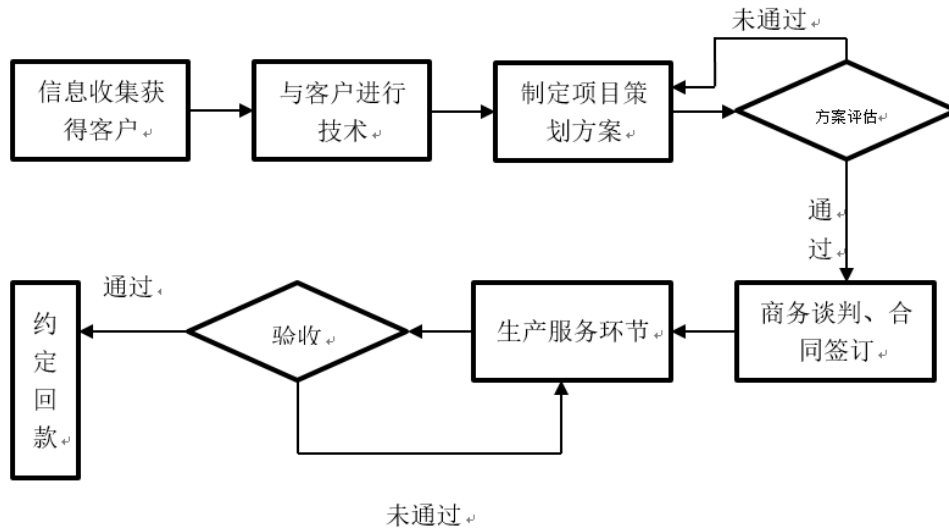 未通过
信息收集获
得客户
与客户进行
技术
制定项目策
划方案
方案评估
通
过
商务谈判、合
同签订
生产服务环节
验收
通过
约
定
回
款
未通过